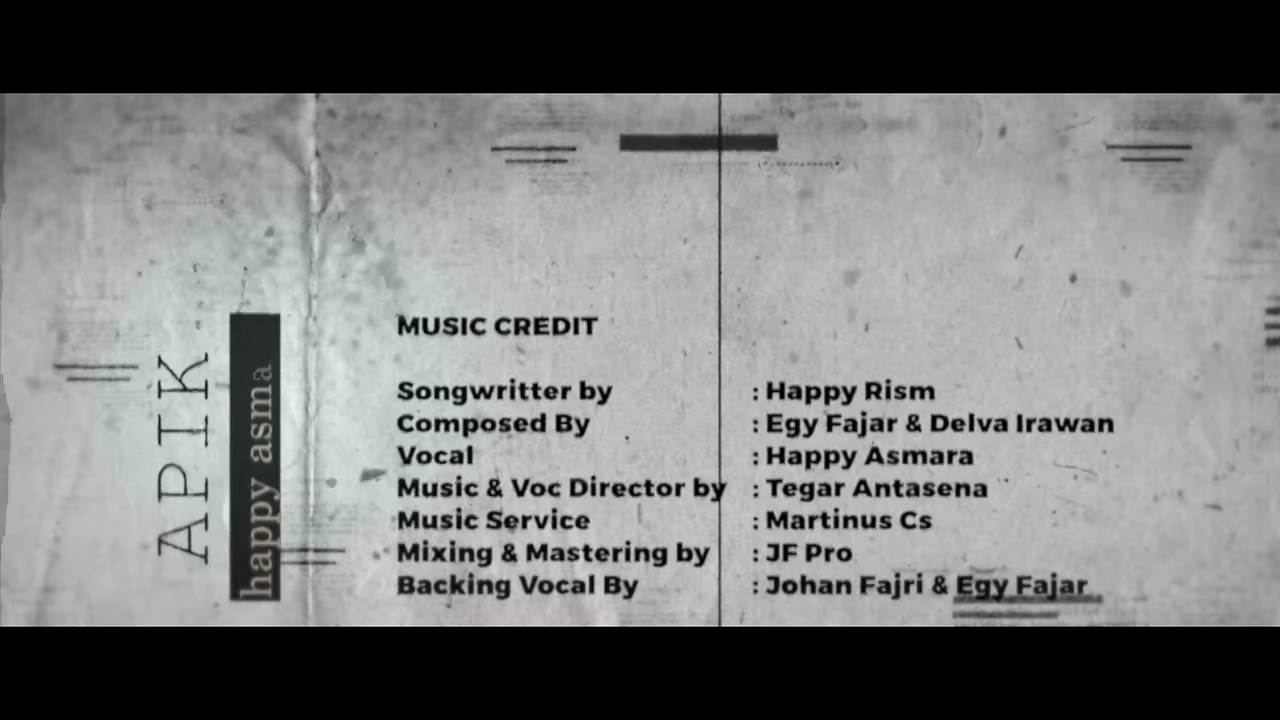 APIK
happy asma
MUSIC CREDIT
Songwritter by : Happy Rism
Composed By : Egy Fajar & Delva Irawan
Vocal : Happy Asmara
Music & Voc Director by : Tegar Antasena
Music Service : Martinus Cs
Mixing & Mastering by : JF Pro
Backing Vocal By : Johan Fajri & Egy Fajar